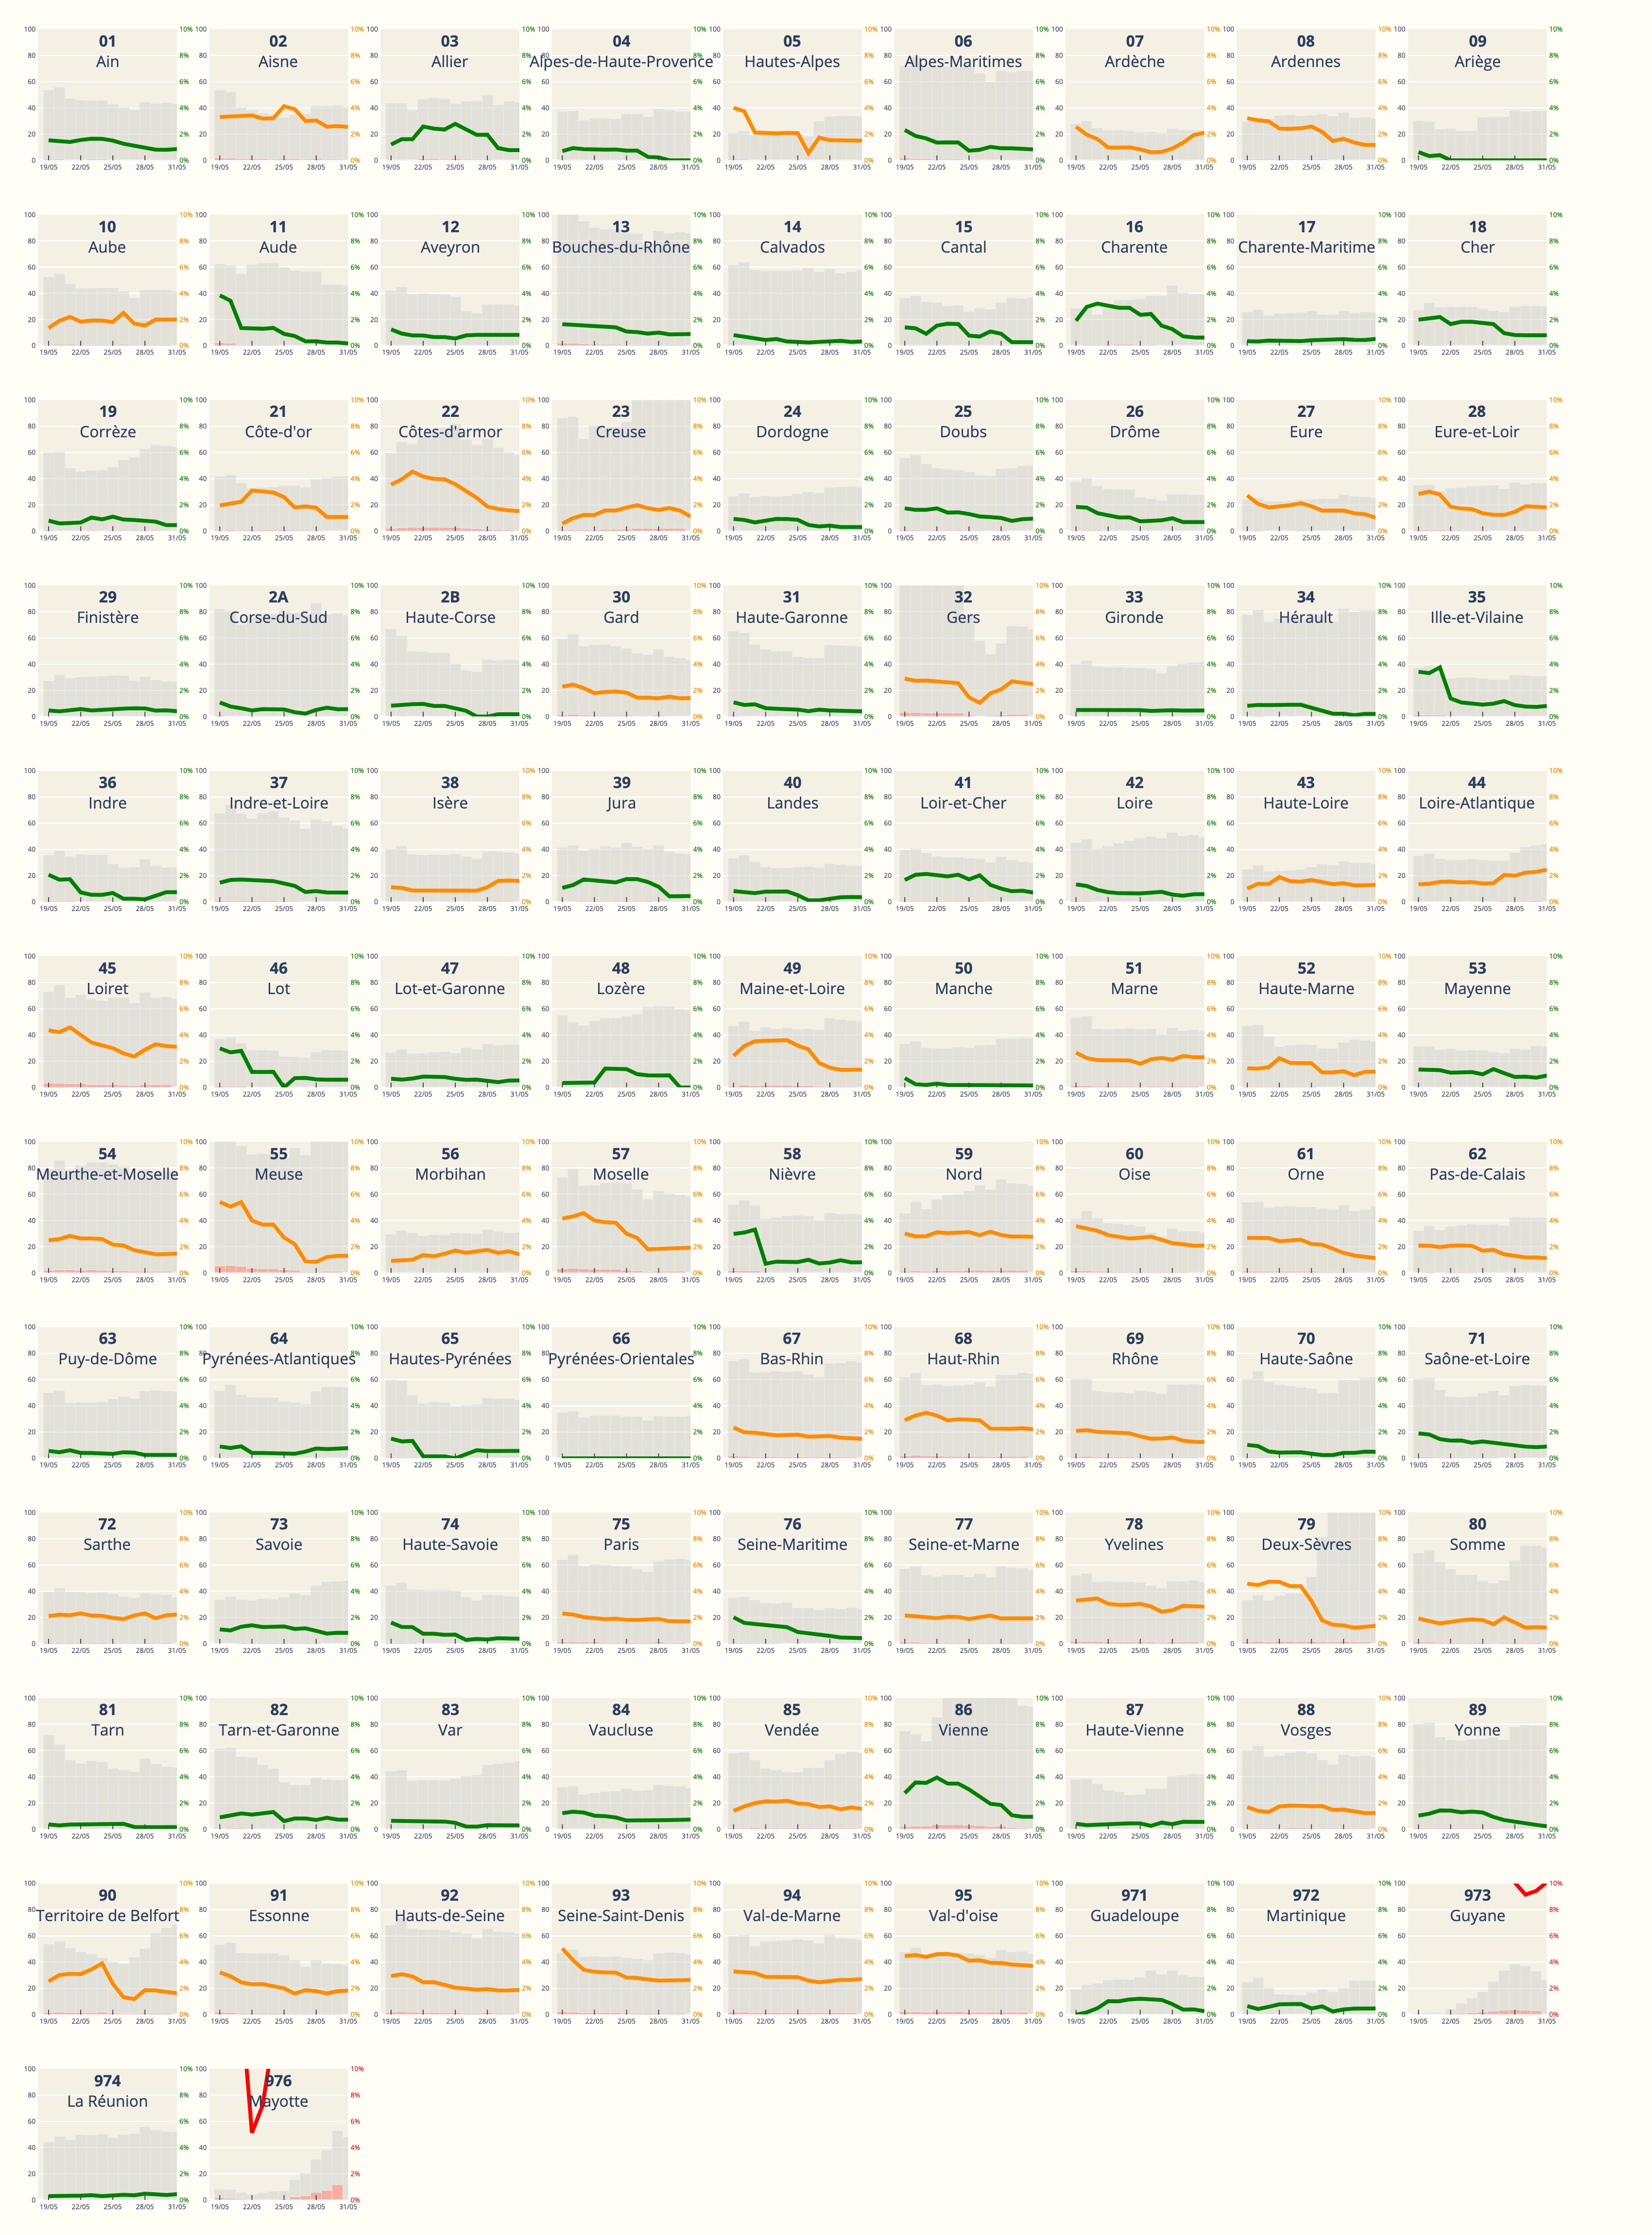 01
Ain
02
Aisne
03
Allier
04
Alpes-de-Haute-Provence
05
Hautes-Alpes
06
Alpes-Maritimes
07
Ardèche
08
Ardennes
09
Ariège
100 80 60 40 20 0
10% 8% 6% 4% 2% 0%
19/05 22/05 25/05 28/05 31/05
10
Aube
11
Aude
12
Aveyron
13
Bouches-du-Rhône
14
Calvados
15
Cantal
16
Charente
17
Charente-Maritime
18
Cher
19
Corrèze
21
Côte-d'or
22
Côtes-d'armor
23
Creuse
24
Dordogne
25
Doubs
26
Drôme
27
Eure
28
Eure-et-Loir
29
Finistère
2A
Corse-du-Sud
2B
Haute-Corse
30
Gard
31
Haute-Garonne
32
Gers
33
Gironde
34
Hérault
35
Ille-et-Vilaine
36
Indre
37
Indre-et-Loire
38
Isère
39
Jura
40
Landes
41
Loir-et-Cher
42
Loire
43
Haute-Loire
44
Loire-Atlantique
45
Loiret
46
Lot
47
Lot-et-Garonne
48
Lozère
49
Maine-et-Loire
50
Manche
51
Marne
52
Haute-Marne
53
Mayenne
54
Meurthe-et-Moselle
55
Meuse
56
Morbihan
57
Moselle
58
Nièvre
59
Nord
60
Oise
61
Orne
62
Pas-de-Calais
63
Puy-de-Dôme
64
Pyrénées-Atlantiques
65
Hautes-Pyrénées
66
Pyrénées-Orientales
67
Bas-Rhin
68
Haut-Rhin
69
Rhône
70
Haute-Saône
71
Saône-et-Loire
72
Sarthe
73
Savoie
74
Haute-Savoie
75
Paris
76
Seine-Maritime
77
Seine-et-Marne
78
Yvelines
79
Deux-Sèvres
80
Somme
81
Tarn
82
Tarn-et-Garonne
83
Var
84
Vaucluse
85
Vendée
86
Vienne
87
Haute-Vienne
88
Vosges
89
Yonne
90
Territoire de Belfort
91
Essonne
92
Hauts-de-Seine
93
Seine-Saint-Denis
94
Val-de-Marne
95
Val-d'oise
971
Guadeloupe
972
Martinique
973
Guyane
974
La Réunion
976
Mayotte